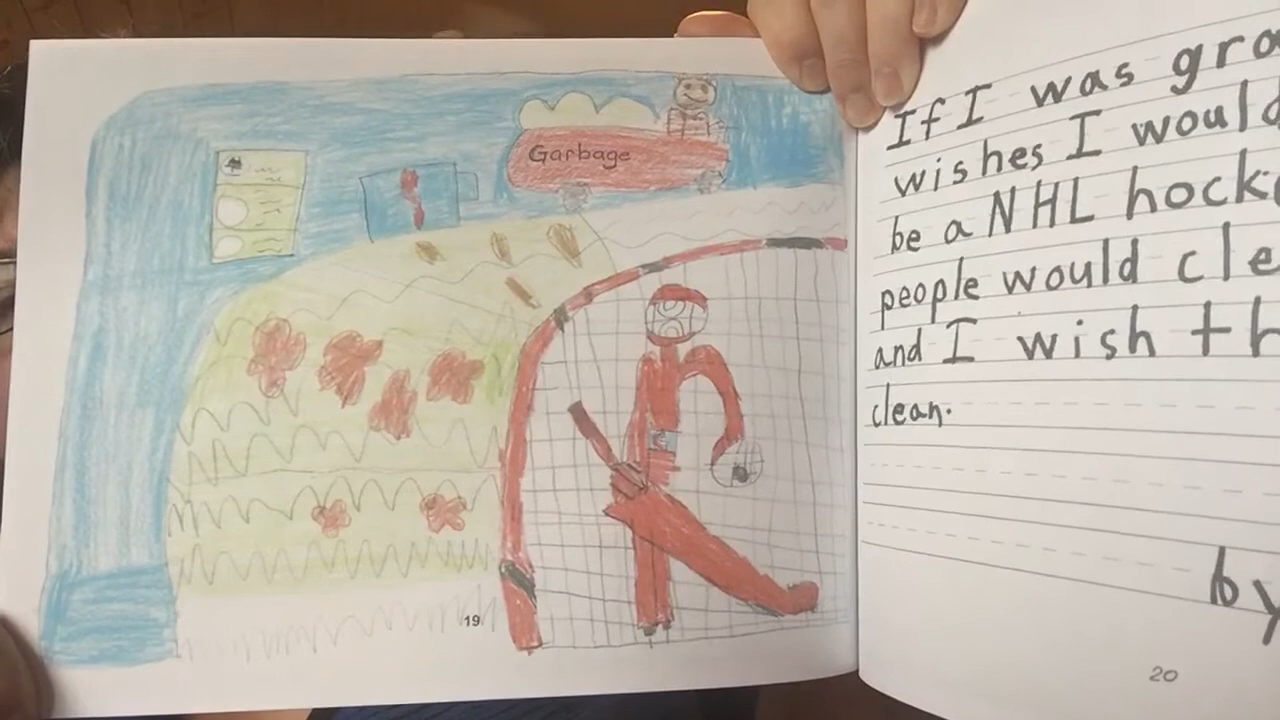 Garbage
19
If I was gra
wishes I would
be a NHL hock
people would cle
and I wish th
clean.
by
20